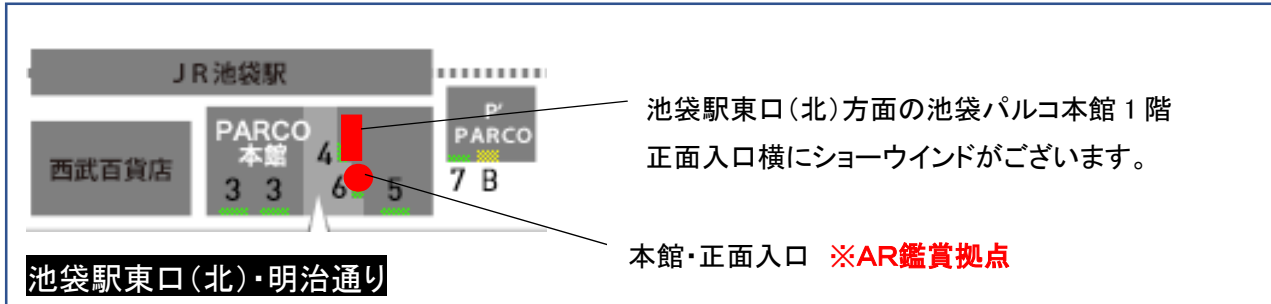 JR池袋駅
西武百貨店
PARCO
本館
4
3 3
6
5
P'
PARCO
7 B
池袋駅東口(北)方面の池袋パルコ本館1階
正面入口横にショーウインドがございます。
本館・正面入口 ※AR鑑賞拠点
池袋駅東口(北)・明治通り